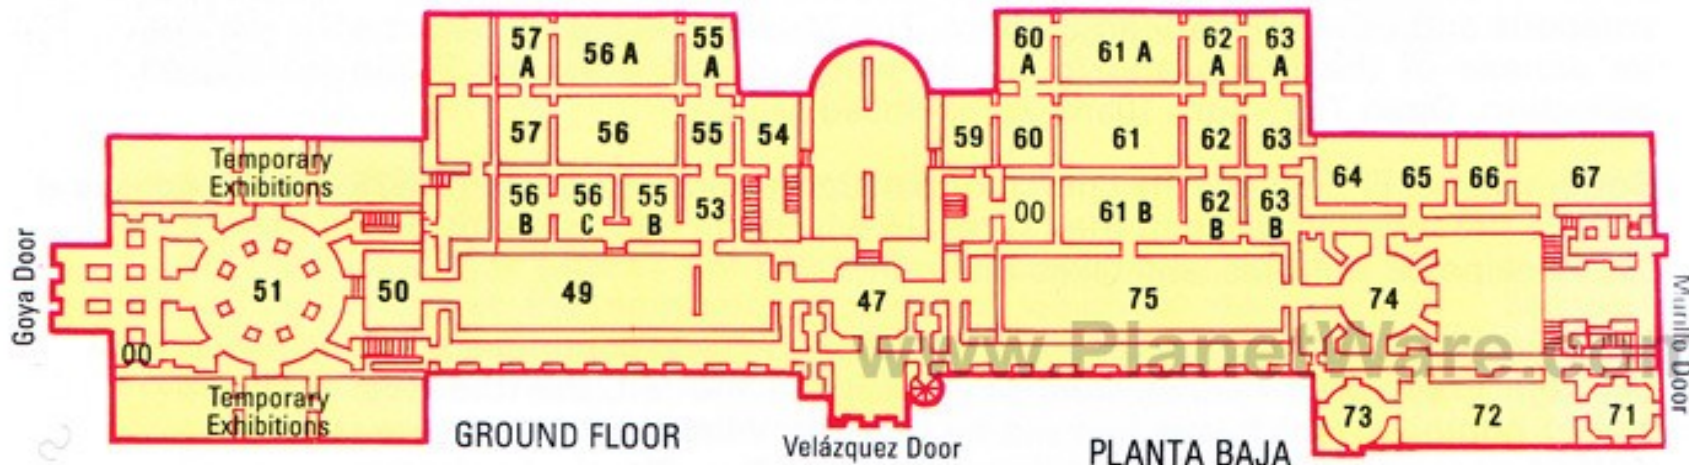 57
A
56 A
55
A
60
A
61 A
62
A
63
A
57
56
55
54
59
60
61
62
63
Temporary
Exhibitions
64
65
66
67
56
B
56
C
55
B
53
00
61 B
62
B
63
B
Goya Door
51
50
49
47
75
74
Murillo Door
00
www.PlanetWare.com
Temporary
Exhibitions
73
72
71
GROUND FLOOR
Velázquez Door
PLANTA BAJA